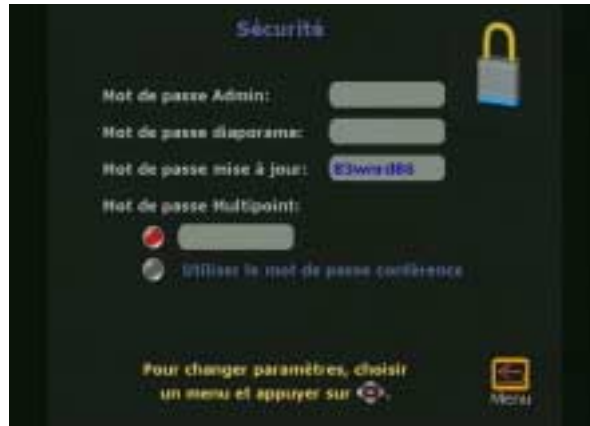 Sécurité
Mot de passe Admin:
Mot de passe diaporame:
Mot de passe mise à jour:
Mot de passe Multipoint:
Utiliser le mot de passe conférence
Pour changer paramètres, choisir
un menu et appuyer sur
Menu